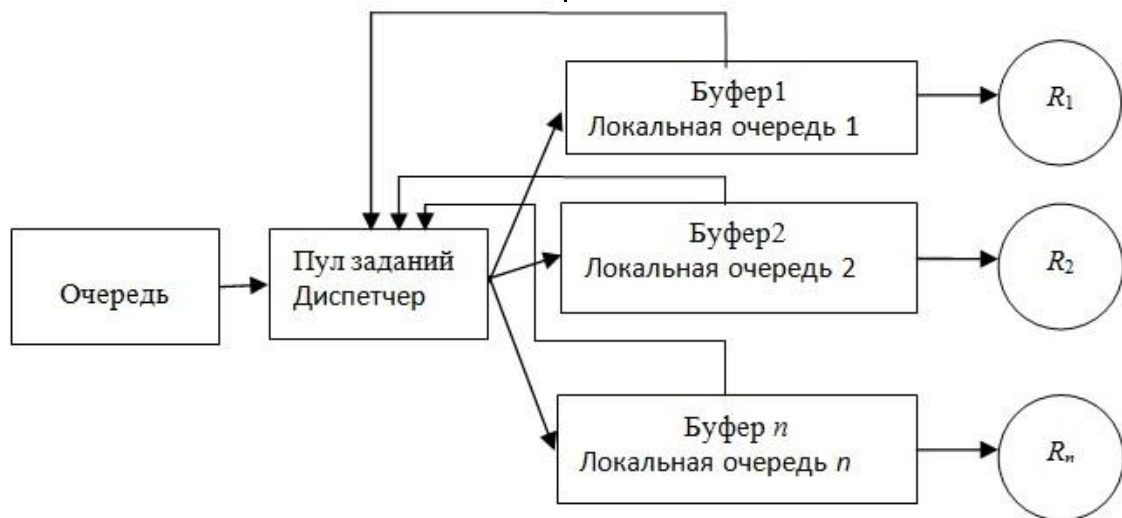 Буфер1
Локальная очередь 1
R₁
Буфер2
Локальная очередь 2
R₂
Очередь
Пул заданий
Диспетчер
Буфер n
Локальная очередь n
Rₙ